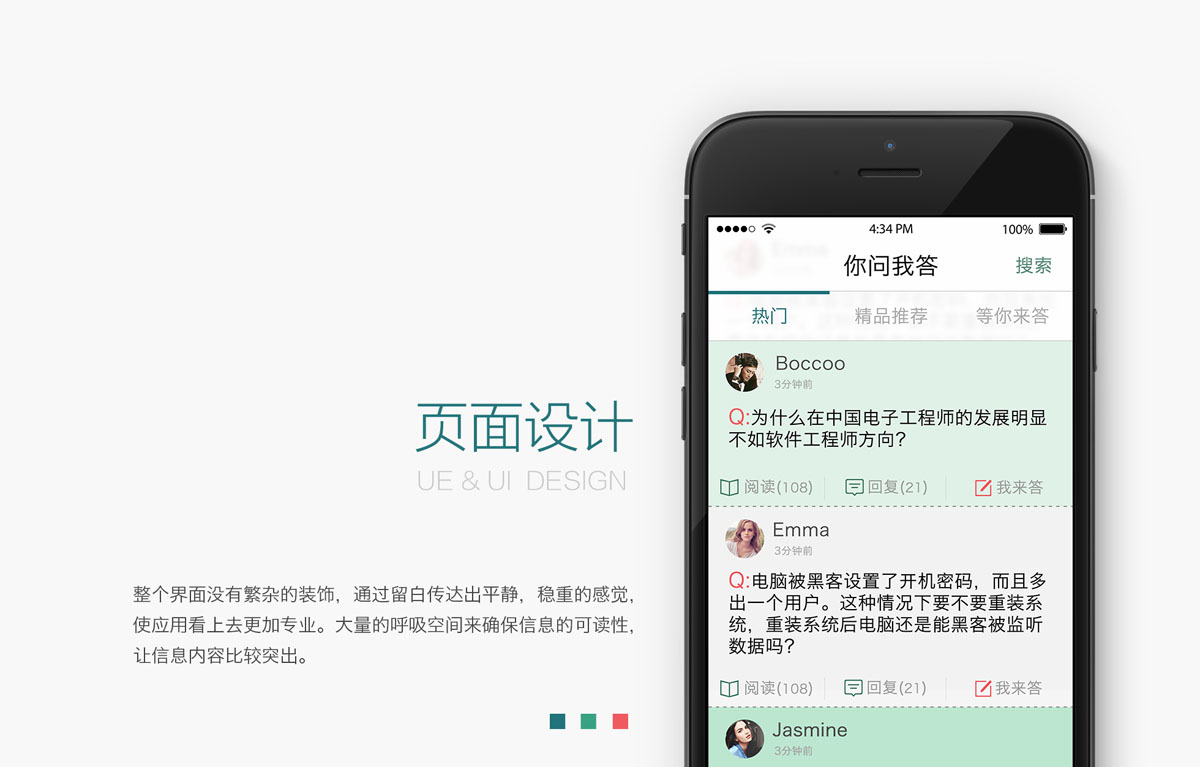 页面设计
UE & UI DESIGN
整个界面没有繁杂的装饰，通过留白传达出平静，稳重的感觉，
使应用看上去更加专业。大量的呼吸空间来确保信息的可读性，
让信息内容比较突出。
4:34 PM
100%
你问我答
搜索
热门
精品推荐
等你来答
Boccoo
3分钟前
Q:为什么在中国电子工程师的发展明显
不如软件工程师方向？
阅读(108)
回复(21)
我来答
Emma
3分钟前
Q:电脑被黑客设置了开机密码，而且多
出一个用户。这种情况下要不要重装系
统，重装系统后电脑还是能黑客被监听
数据吗？
阅读(108)
回复(21)
我来答
Jasmine
3分钟前